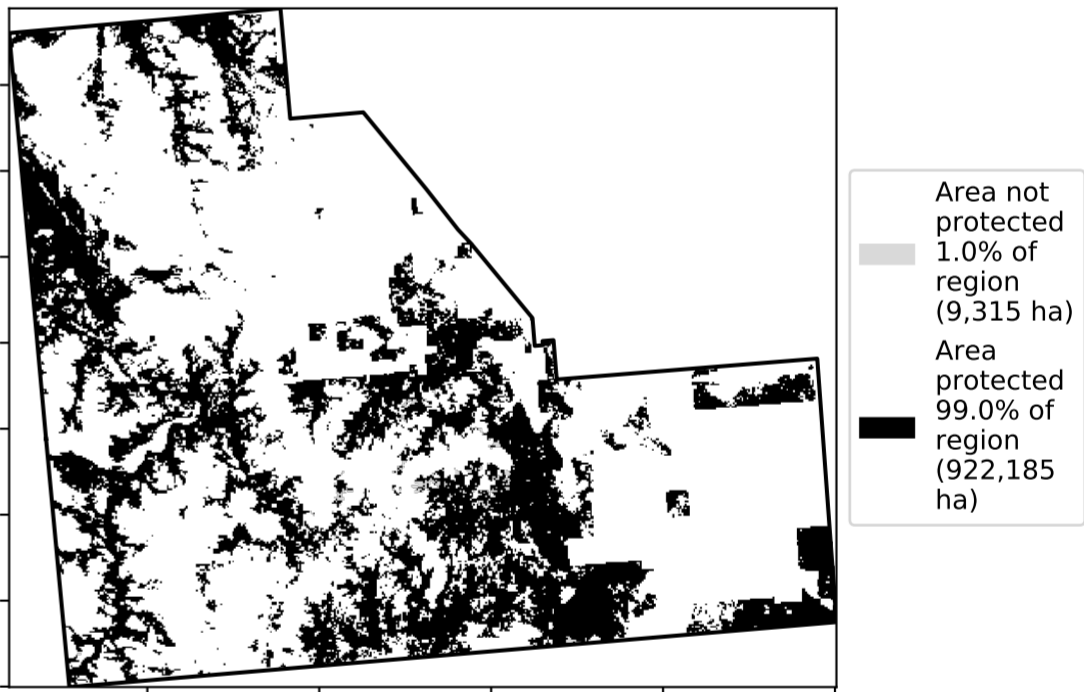 Area not
protected
1.0% of
region
(9,315 ha)
Area
protected
99.0% of
region
(922,185
ha)